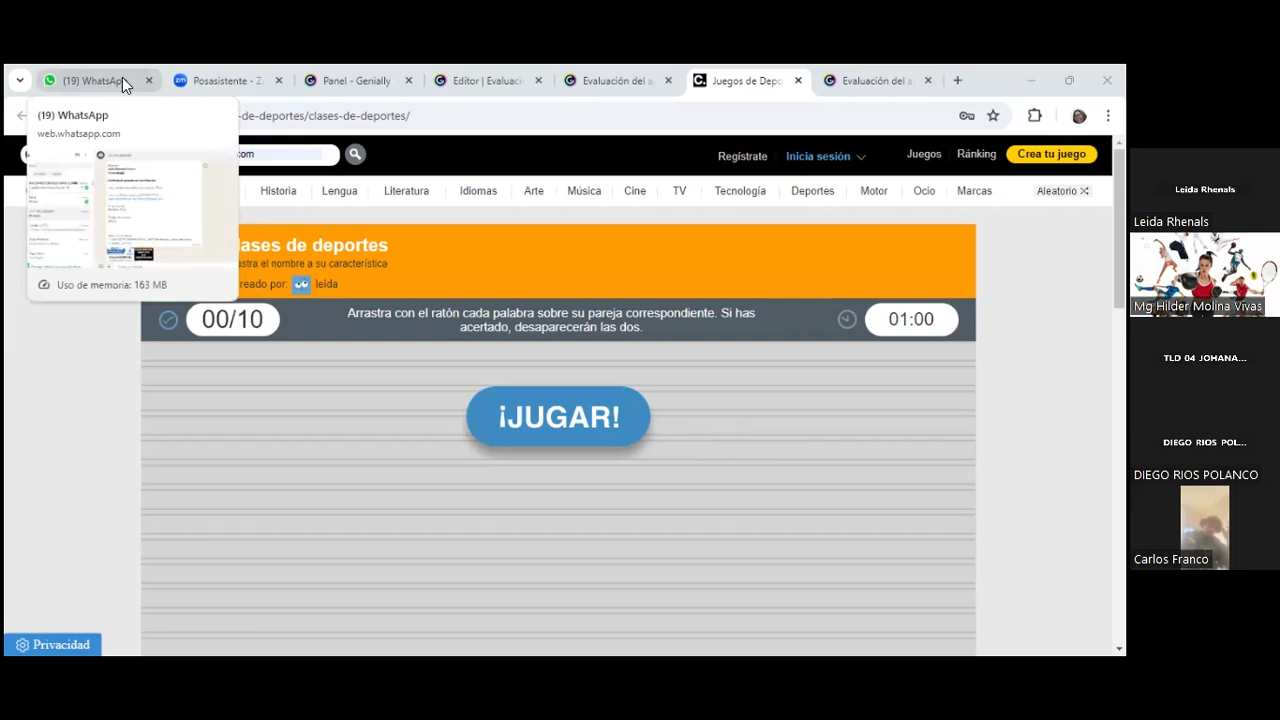 (19) WhatsAp
Posasistente - Z
Panel - Genially
Editor | Evaluaci
Evaluación del a
Juegos de Depo
Evaluación del a
(19) WhatsApp
web.whatsapp.com
-de-deportes/clases-de-deportes/
com
Regístrate
Inicia sesión
Juegos
Ránking
Crea tu juego
Historia
Lengua
Literatura
Idiomas
Arte
Música
Cine
TV
Teología
Deportes
Motor
Ocio
Marcas
Aleatorio
Uso de memoria: 163 MB
lases de deportes
astra el nombre a su característica
reado por:
leida
00/10
Arrastra con el ratón cada palabra sobre su pareja correspondiente. Si has
acertado, desaparecerán las dos.
01:00
¡JUGAR!
Privacidad
Leida Rhenals
Leida Rhenals
Mg Hilder Molina Vivas
TLD 04 JOHANA...
DIEGO RIOS POL...
DIEGO RIOS POLANCO
Carlos Franco